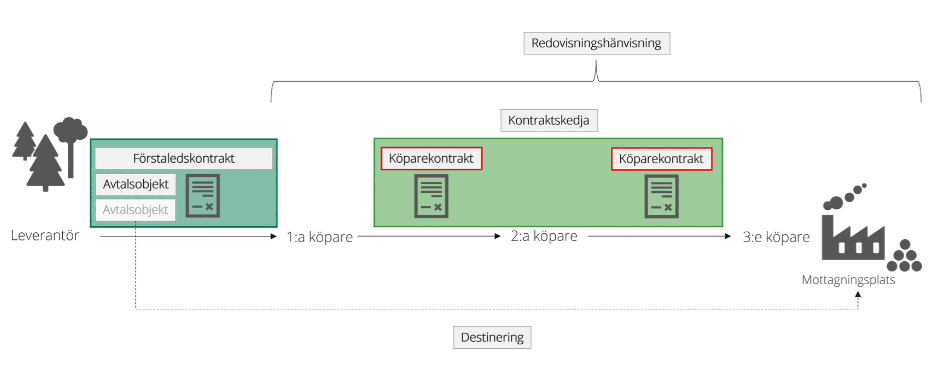 Redovisningshänvisning
Kontraktskedja
Förstaledskontrakt
Köparekontrakt
Köparekontrakt
Avtalsobjekt
Avtalsobjekt
Leverantör
1:a köpare
2:a köpare
3:e köpare
Mottagningsplats
Destinering